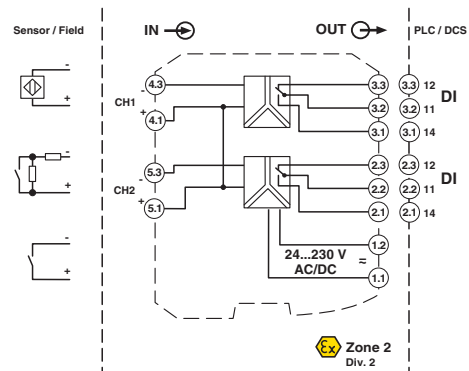 Sensor / Field
IN
OUT
PLC / DCS
-
+
CH1
-
4.3
+
4.1
3.3
3.3
12
3.2
3.2
11
DI
3.1
3.1
14
-
+
CH2
5.3
-
+
5.1
2.3
2.3
12
2.2
2.2
11
DI
2.1
2.1
14
-
+
24...230 V
AC/DC
≈
1.2
1.1
Ex
Zone 2
Div. 2